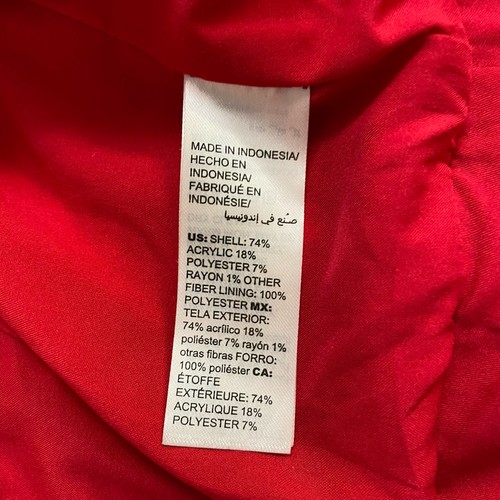 MADE IN INDONESIA/
HECHO EN
INDONESIA/
FABRIQUÉ EN
INDONÉSIE/
صنع في إندونيسيا
US: SHELL: 74%
ACRYLIC 18%
POLYESTER 7%
RAYON 1% OTHER
FIBER LINING: 100%
POLYESTER MX:
TELA EXTERIOR:
74% acrílico 18%
poliéster 7% rayón 1%
otras fibras FORRO:
100% poliéster CA:
ÉTOFFE
EXTÉRIEURE: 74%
ACRYLIQUE 18%
POLYESTER 7%